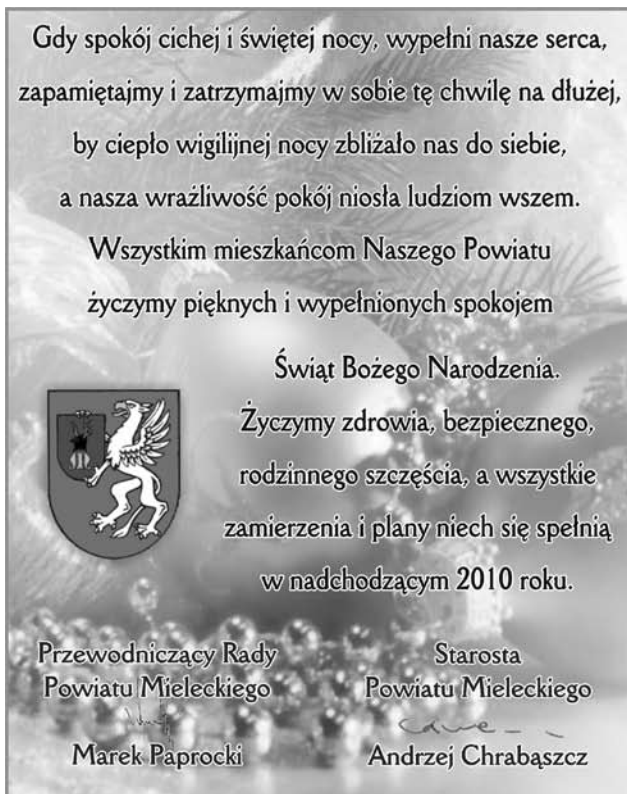 Gdy spokój cichej i świętej nocy, wypełni nasze serca,
zapamiętajmy i zatrzymajmy w sobie tę chwilę na dłużej,
by ciepło wigilijnej nocy zbliżało nas do siebie,
a nasza wrażliwość pokój niosła ludziom wszem.
Wszystkim mieszkańcom Naszego Powiatu
życzymy pięknych i wypełnionych spokojem
Świąt Bożego Narodzenia.
Życzymy zdrowia, bezpiecznego,
rodzinnego szczęścia, a wszystkie
zamierzenia i plany niech się spełnią
w nadchodzącym 2010 roku.
Przewodniczący Rady
Powiatu Mieleckiego
Marek Paprocki
Starosta
Powiatu Mieleckiego
Andrzej Chrabąszcz